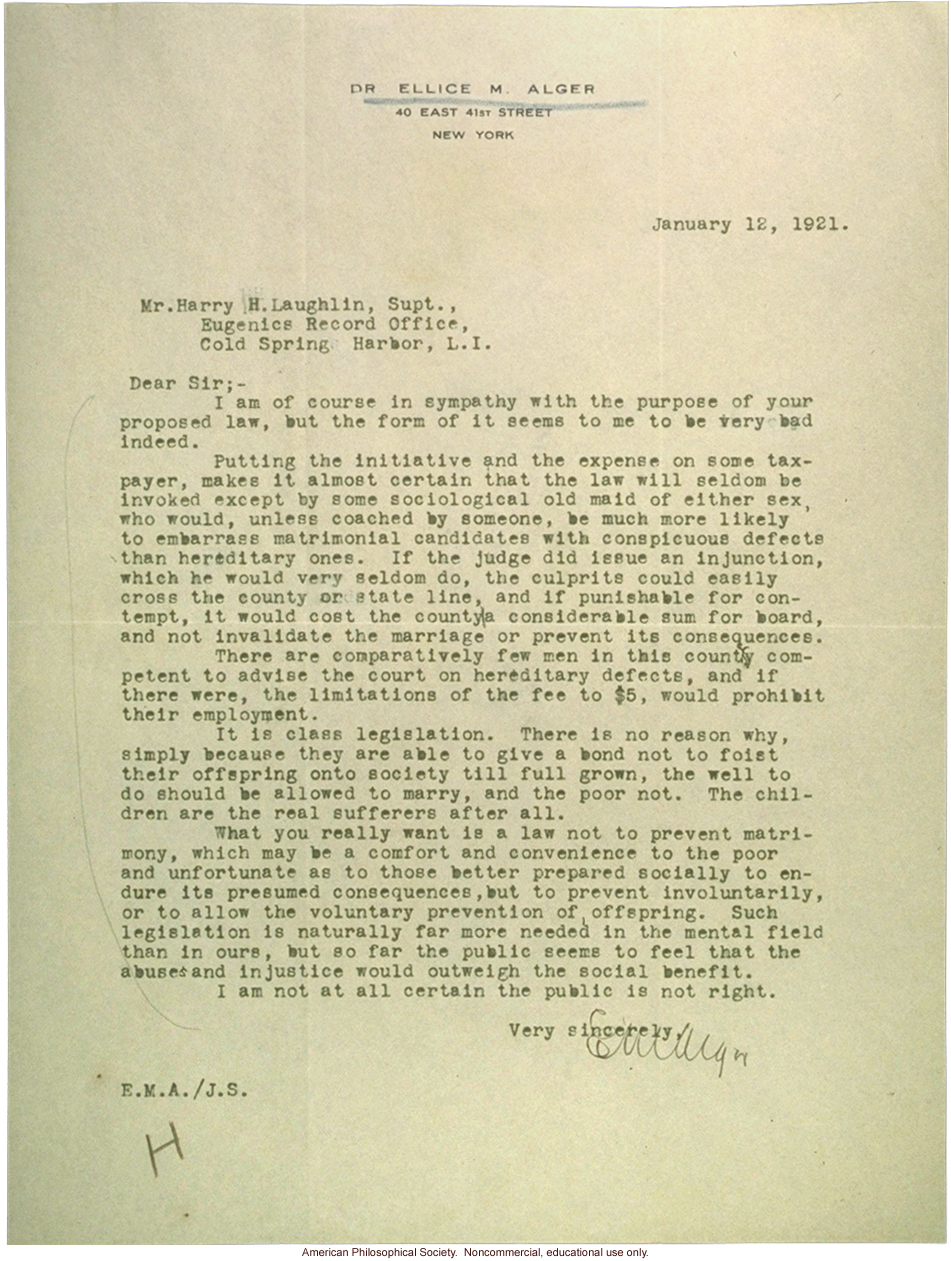 DR ELLICE M. ALGER
40 EAST 41ST STREET
NEW YORK
January 12, 1921.
Mr.Harry H.Laughlin, Supt.,
Eugenics Record Office,
Cold Spring Harbor, L.I.
Dear Sir;-
I am of course in sympathy with the purpose of your
proposed law, but the form of it seems to me to be very bad
indeed.
Putting the initiative and the expense on some tax-
payer, makes it almost certain that the law will seldom be
invoked except by some sociological old maid of either sex,
who would, unless coached by someone, be much more likely
to embarrass matrimonial candidates with conspicuous defects
than hereditary ones. If the judge did issue an injunction,
which he would very seldom do, the culprits could easily
cross the county or state line, and if punishable for con-
tempt, it would cost the county a considerable sum for board,
and not invalidate the marriage or prevent its consequences.
There are comparatively few men in this county com-
petent to advise the court on hereditary defects, and if
there were, the limitations of the fee to $5, would prohibit
their employment.
It is class legislation. There is no reason why,
simply because they are able to give a bond not to foist
their offspring onto society till full grown, the well to
do should be allowed to marry, and the poor not. The chil-
dren are the real sufferers after all.
What you really want is a law not to prevent matri-
mony, which may be a comfort and convenience to the poor
and unfortunate as to those better prepared socially to en-
dure its presumed consequences,but to prevent involuntarily,
or to allow the voluntary prevention of offspring. Such
legislation is naturally far more needed in the mental field
than in ours, but so far the public seems to feel that the
abuses and injustice would outweigh the social benefit.
I am not at all certain the public is not right.
Very sincerely,
E M Alger
E.M.A./J.S.
H
American Philosophical Society. Noncommercial, educational use only.